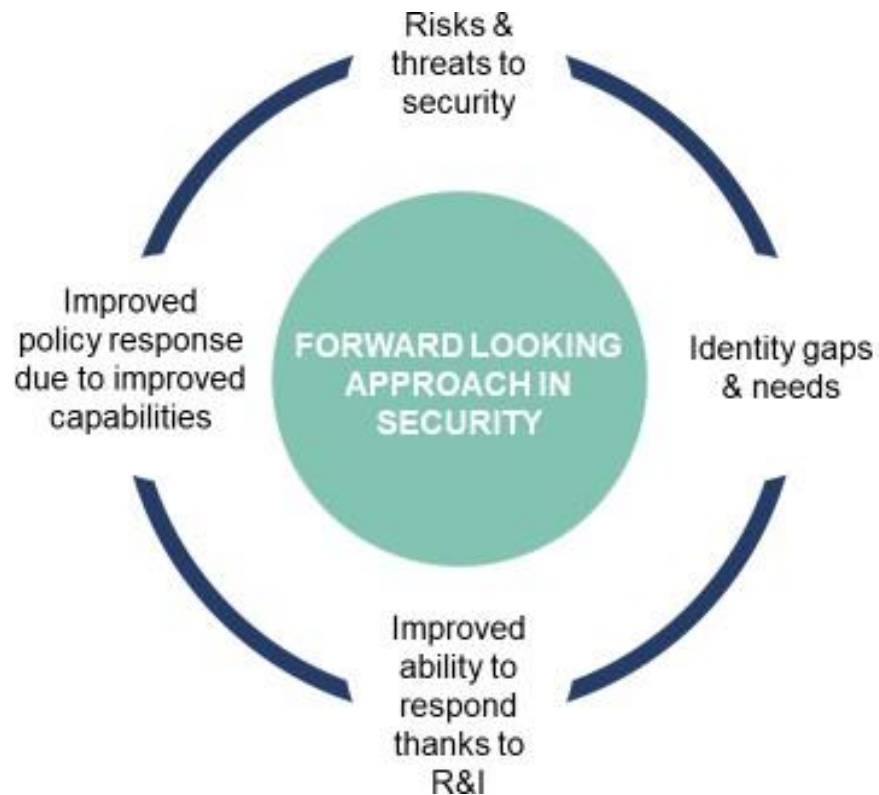 Risks &
threats to
security
Improved
policy response
due to improved
capabilities
FORWARD LOOKING
APPROACH IN
SECURITY
Identity gaps
& needs
Improved
ability to
respond
thanks to
R&I